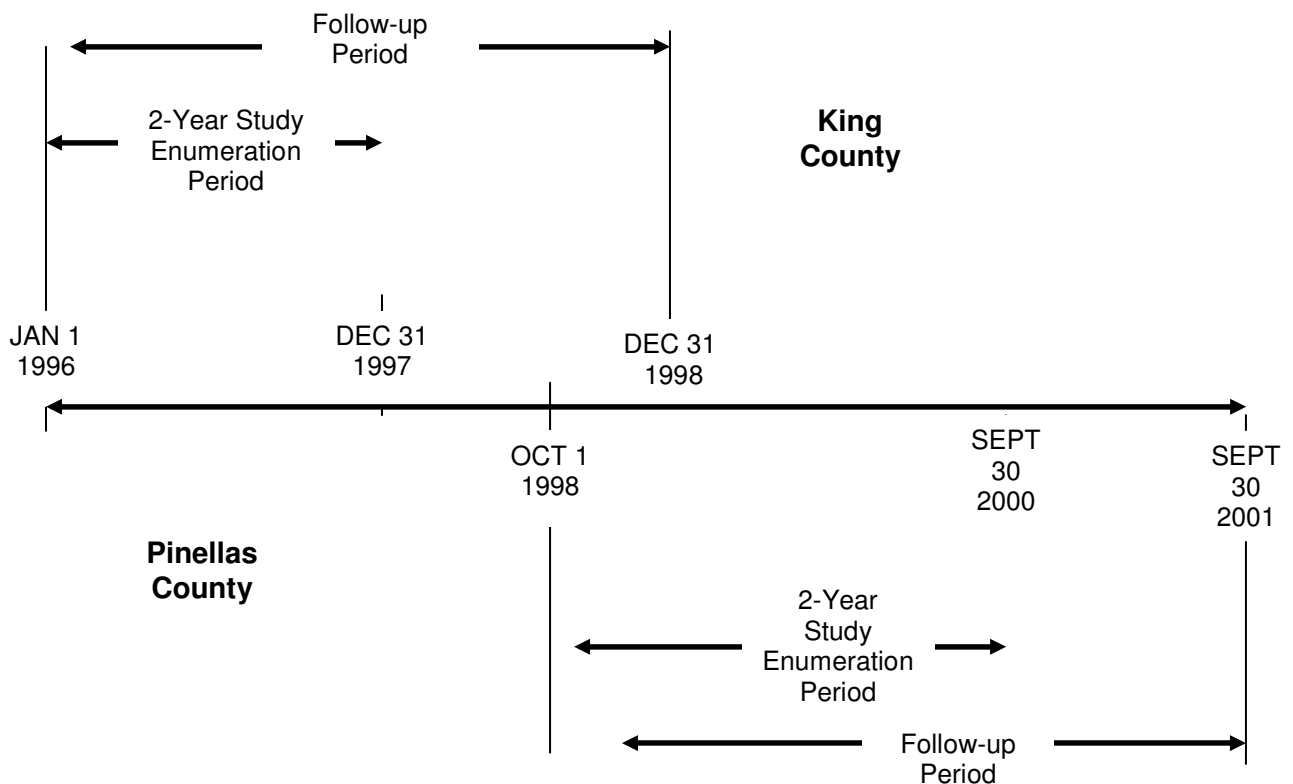 Follow-up
Period
2-Year Study
Enumeration
Period
King
County
JAN 1
1996
DEC 31
1997
DEC 31
1998
OCT 1
1998
SEPT
30
2000
SEPT
30
2001
Pinellas
County
2-Year
Study
Enumeration
Period
Follow-up
Period